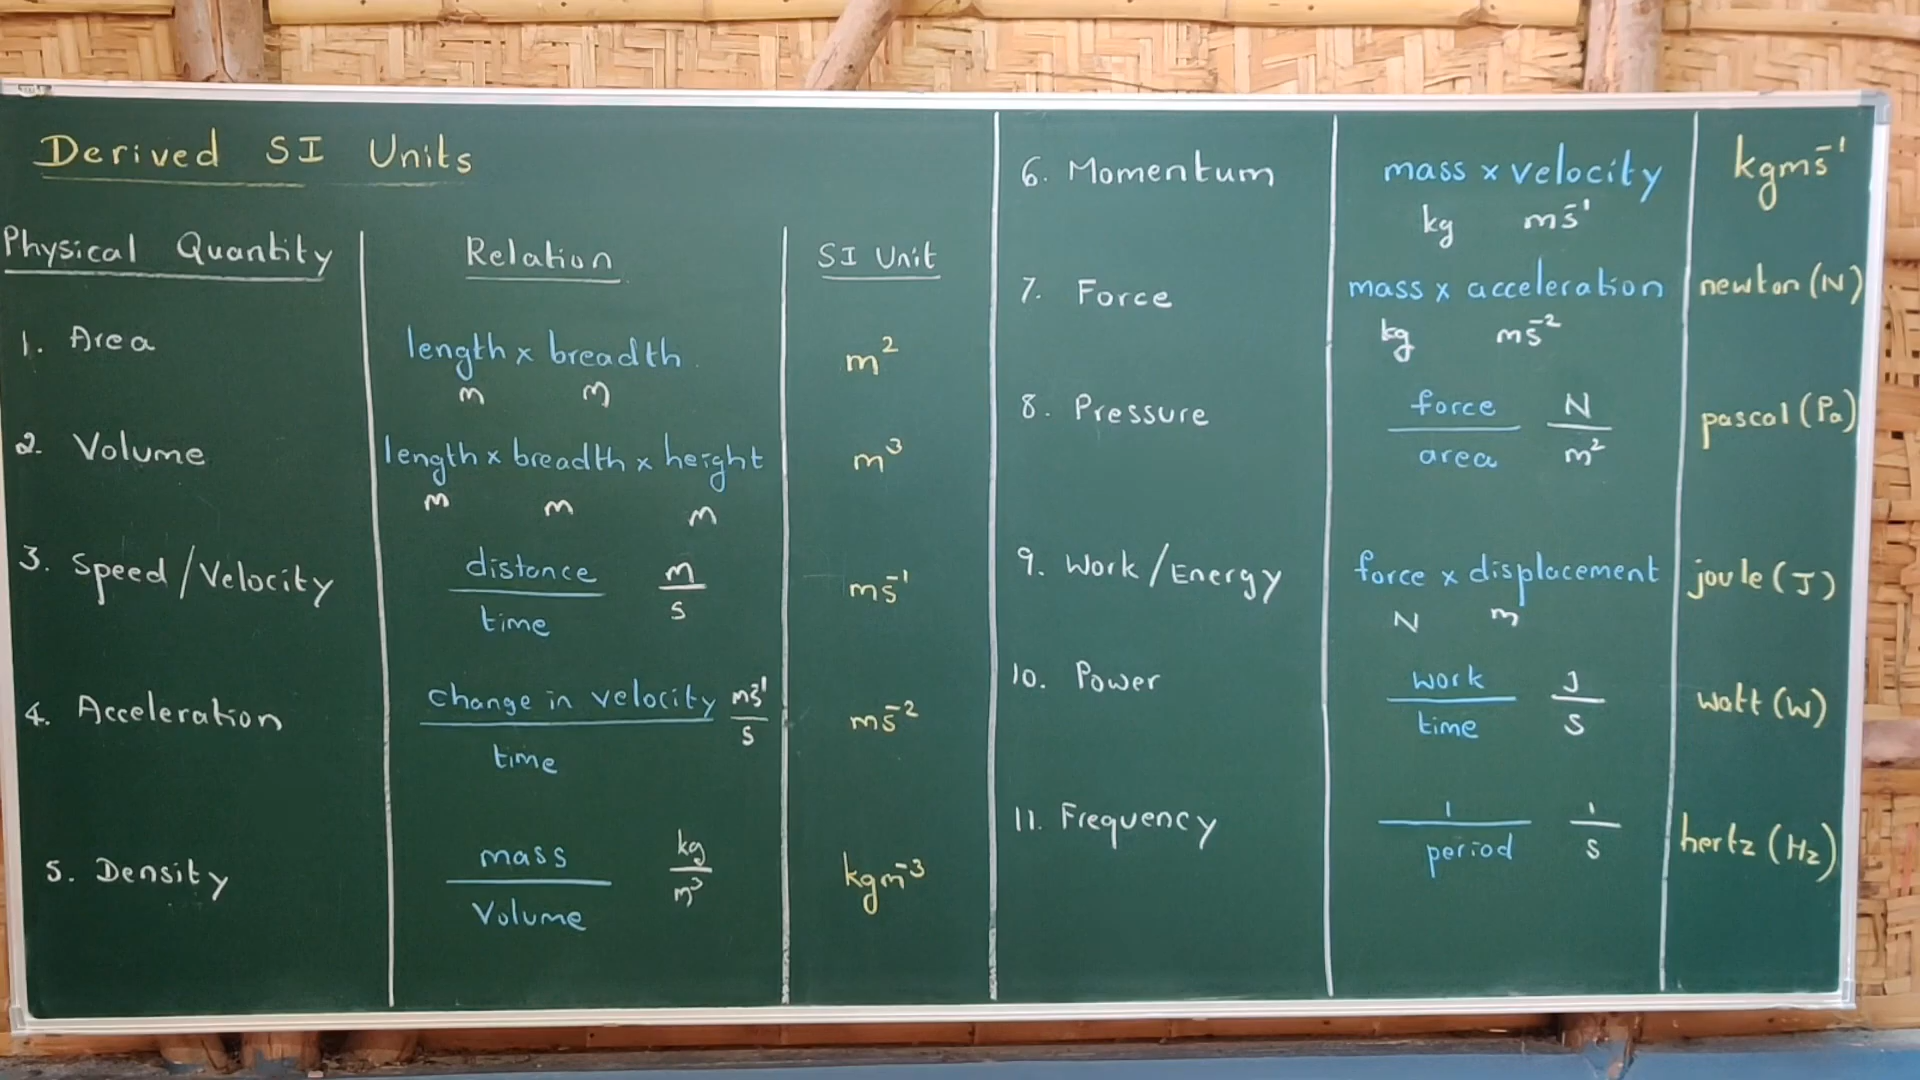 Derived SI Units
Physical Quantity Relation SI Unit
1. Area length x breadth m²
m m
2. Volume length x breadth x height m³
m m m
3. Speed/Velocity distance m ms⁻¹
time s
4. Acceleration change in velocity ms⁻¹ ms⁻²
time s
5. Density mass kg kgm⁻³
Volume m³
6. Momentum mass x velocity kgms⁻¹
kg ms⁻¹
7. Force mass x acceleration newton (N)
kg ms⁻²
8. Pressure force N pascal (Pa)
area m²
9. Work/Energy force x displacement joule (J)
N m
10. Power work J watt (W)
time s
11. Frequency 1 1 hertz (Hz)
period s